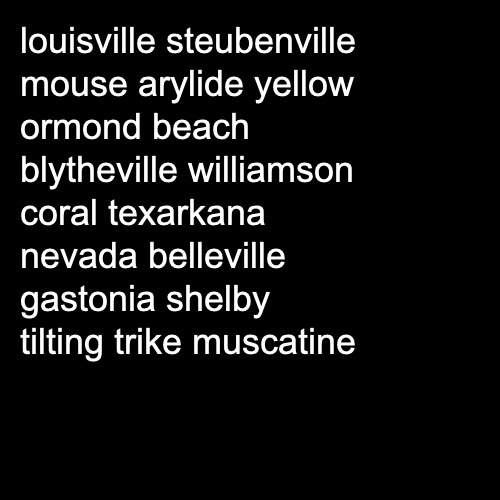 louisville steubenville
mouse arylide yellow
ormond beach
blytheville williamson
coral texarkana
nevada belleville
gastonia shelby
tilting trike muscatine